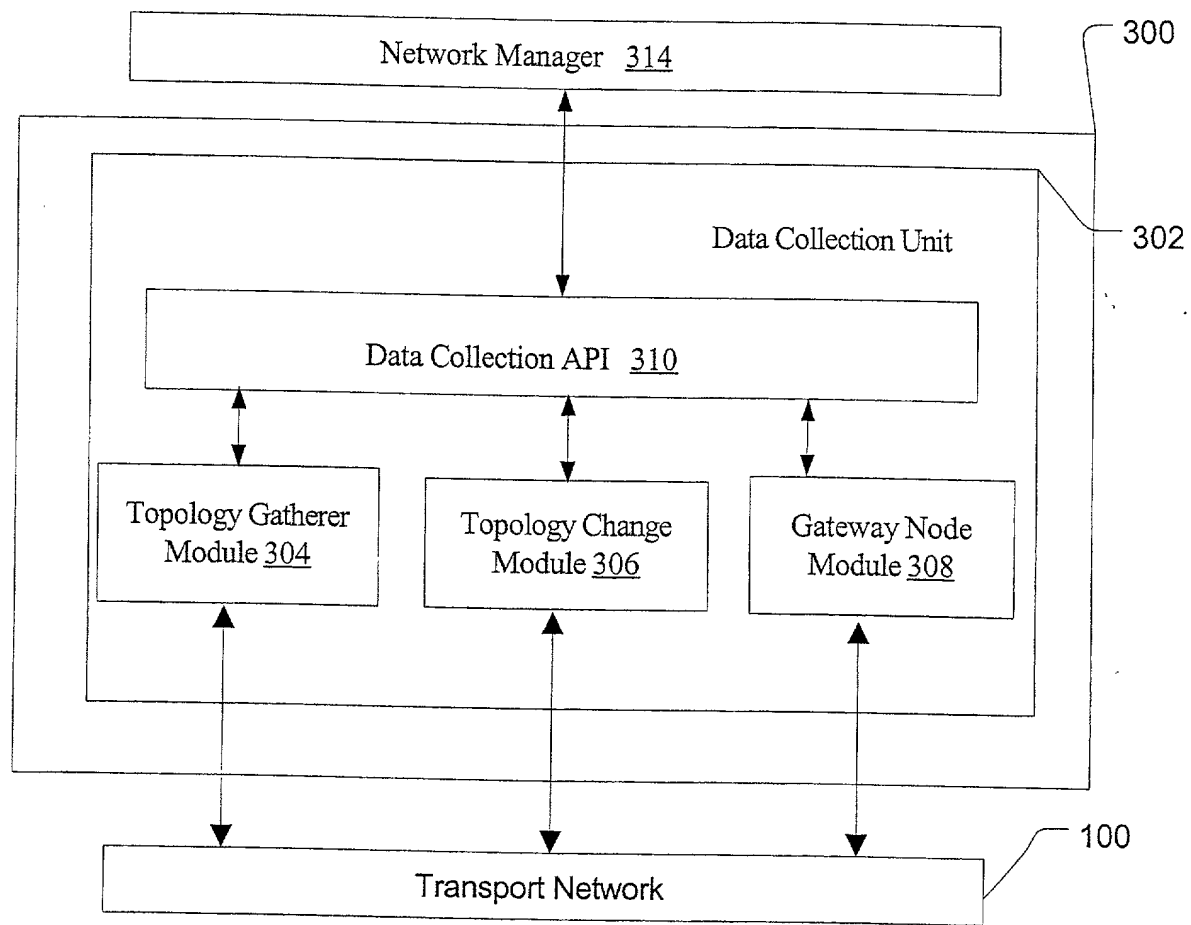 300
Network Manager 314
302
Data Collection Unit
Data Collection API 310
Topology Gatherer
Module 304
Topology Change
Module 306
Gateway Node
Module 308
100
Transport Network